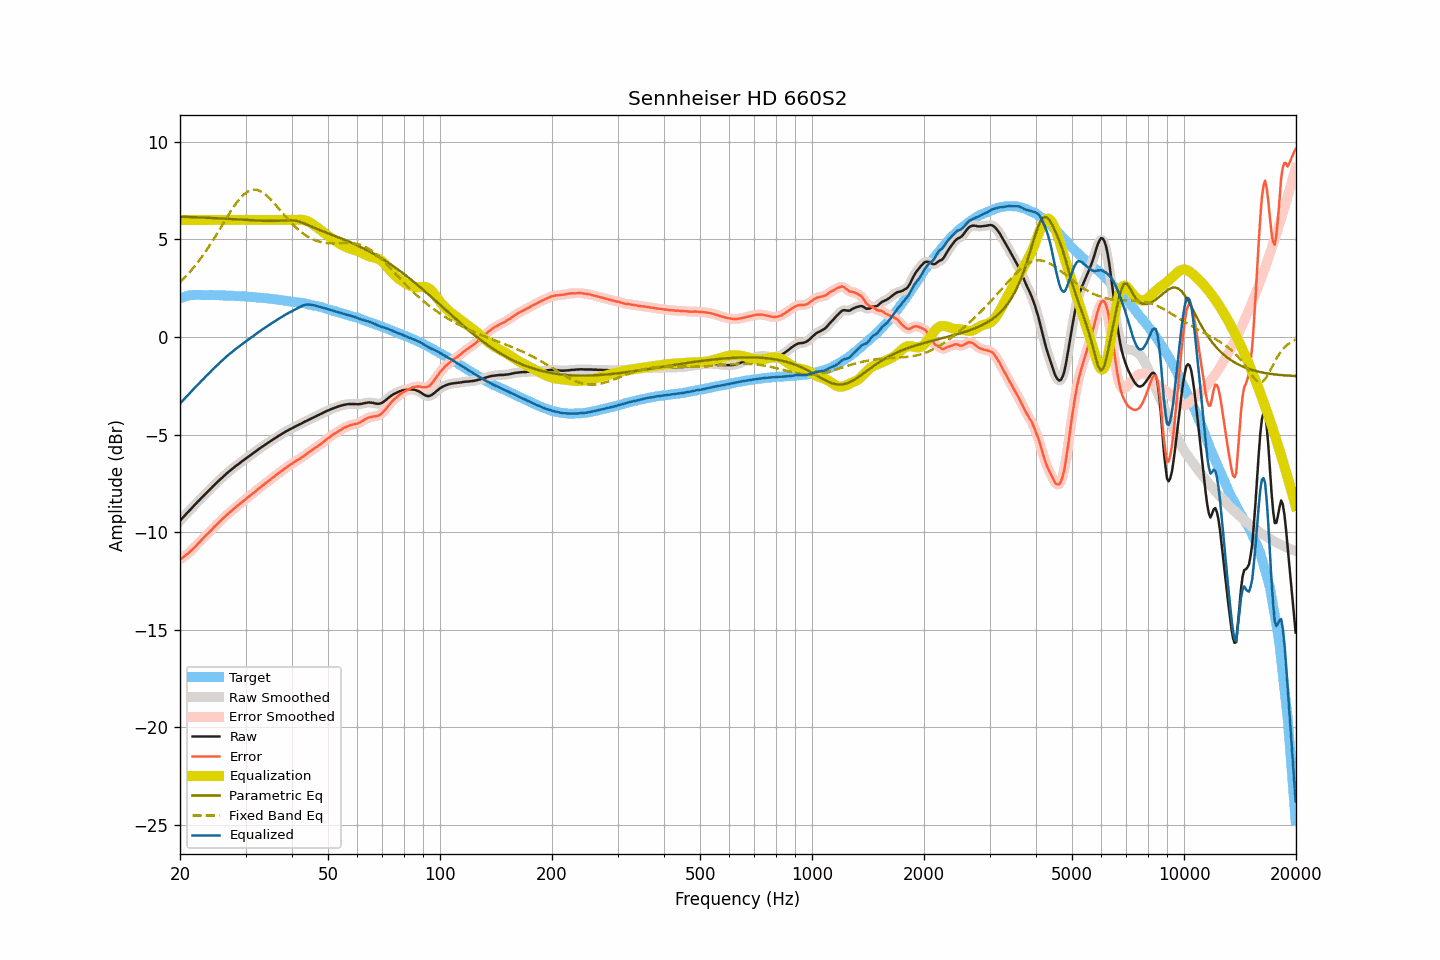 Sennheiser HD 660S2
10
5
0
−5
−10
−15
−20
−25
Amplitude (dBr)
Target
Raw Smoothed
Error Smoothed
Raw
Error
Equalization
Parametric Eq
Fixed Band Eq
Equalized
20 50 100 200 500 1000 2000 5000 10000 20000
Frequency (Hz)